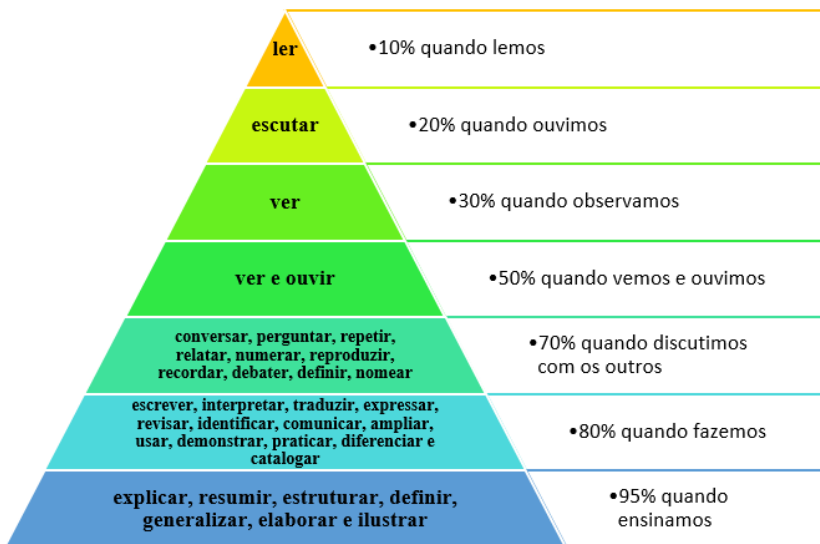 ler
•10% quando lemos
escutar
•20% quando ouvimos
ver
•30% quando observamos
ver e ouvir
•50% quando vemos e ouvimos
conversar, perguntar, repetir,
relatar, numerar, reproduzir,
recordar, debater, definir, nomear
•70% quando discutimos
com os outros
escrever, interpretar, traduzir, expressar,
revisar, identificar, comunicar, ampliar,
usar, demonstrar, praticar, diferenciar e
catalogar
•80% quando fazemos
explicar, resumir, estruturar, definir,
generalizar, elaborar e ilustrar
•95% quando
ensinamos